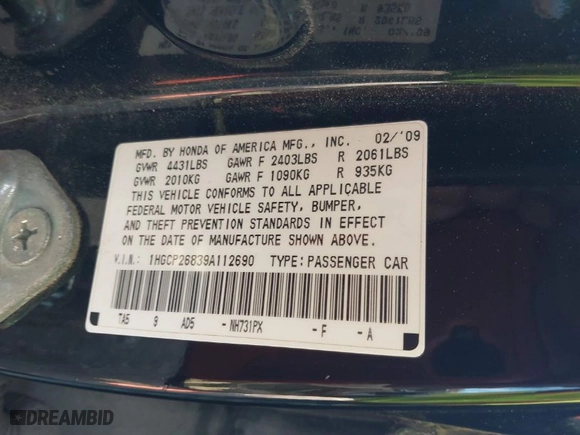 MFD. BY HONDA OF AMERICA MFG., INC. 02/'09
GVWR 4431LBS GAWR F 2403LBS R 2061LBS
GVWR 2010KG GAWR F 1090KG R 935KG
THIS VEHICLE CONFORMS TO ALL APPLICABLE
FEDERAL MOTOR VEHICLE SAFETY, BUMPER,
AND THEFT PREVENTION STANDARDS IN EFFECT
ON THE DATE OF MANUFACTURE SHOWN ABOVE.
V.I.N.: 1HGCP26839A112690 TYPE:PASSENGER CAR
TA5 9 AD5 -NH731PX -F -A
DREAMBID